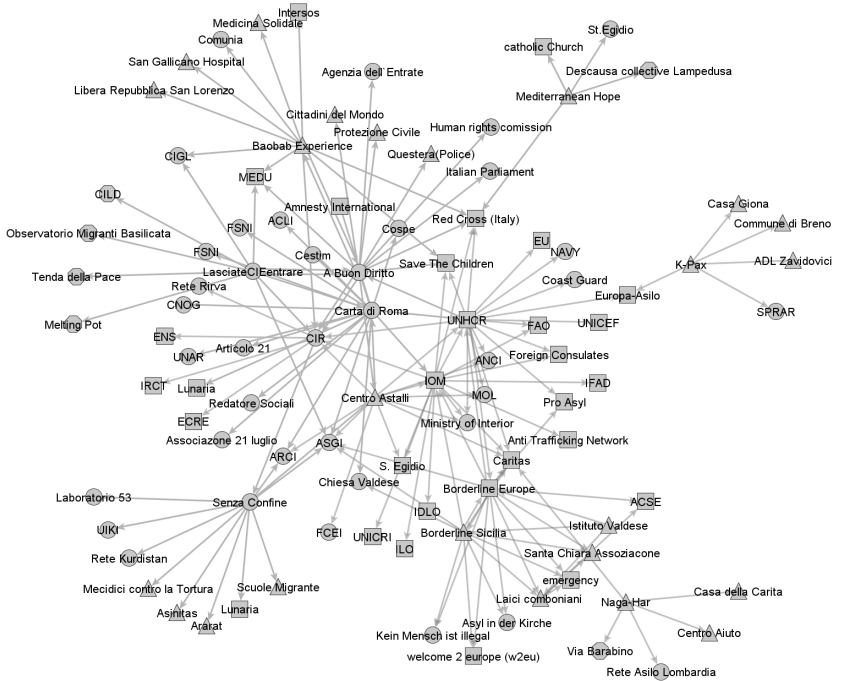 Intersos
Medicina Solidale
St.Egidio
Comunia
catholic Church
San Gallicano Hospital
Agenzia dell`Entrate
Descausa collective Lampedusa
Libera Repubblica San Lorenzo
Mediterranean Hope
Cittadini del Mondo
Protezione Civile
Human rights comission
Baobab Experience
CIGL
Questera(Police)
Italian Parliament
MEDU
CILD
Amnesty International
Casa Giona
FSNI
ACLI
Cospe
Red Cross (Italy)
Commune di Breno
Observatorio Migranti Basilicata
EU
NAVY
FSNI
Cestim
Save The Children
K-Pax
ADL Zavidovici
Tenda della Pace
LasciateCIEentrare
A Buon Diritto
Coast Guard
Rete Rirva
Europa-Asilo
CNOG
Carta di Roma
SPRAR
Melting Pot
UNHCR
FAO
UNICEF
ENS
CIR
UNAR
Articolo 21
ANCI
Foreign Consulates
IRCT
Lunaria
IOM
IFAD
Redatore Sociali
Centro Astalli
MOL
Pro Asyl
ECRE
Ministry of Interior
Associazone 21 luglio
ASGI
Anti Trafficking Network
ARCI
S. Egidio
Caritas
Chiesa Valdese
Borderline Europe
Laboratorio 53
Senza Confine
IDLO
ACSE
UIKI
FCEI
UNICRI
ILO
Borderline Sicilia
Istituto Valdese
Rete Kurdistan
Santa Chiara Assoziacone
Mecidici contro la Tortura
Scuole Migrante
emergency
Asinitas
Lunaria
Laici comboniani
Naga-Har
Casa della Carita
Ararat
Asyl in der Kirche
Kein Mensch ist illegal
Centro Aiuto
welcome 2 europe (w2eu)
Via Barabino
Rete Asilo Lombardia